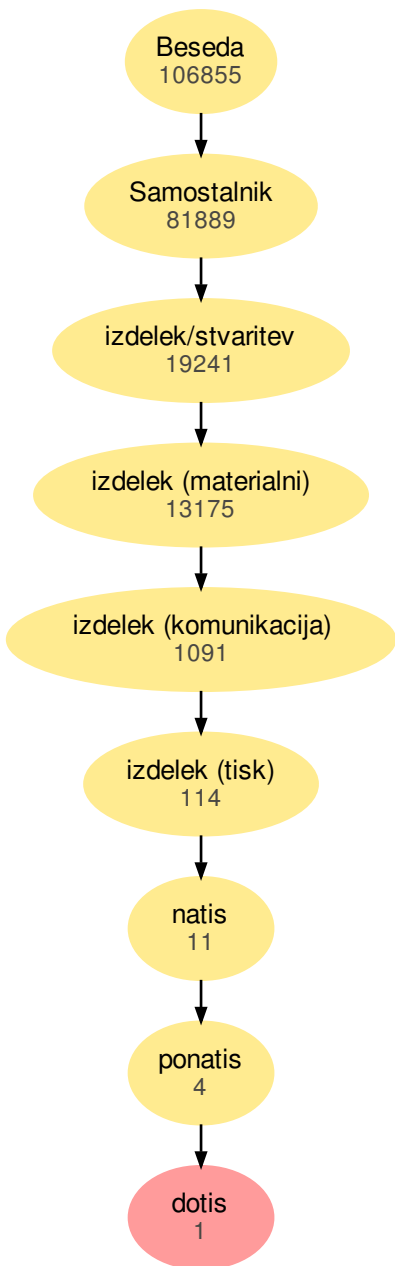 Beseda
106855
Samostalnik
81889
izdelek/stvaritev
19241
izdelek (materialni)
13175
izdelek (komunikacija)
1091
izdelek (tisk)
114
natis
11
ponatis
4
dotis
1